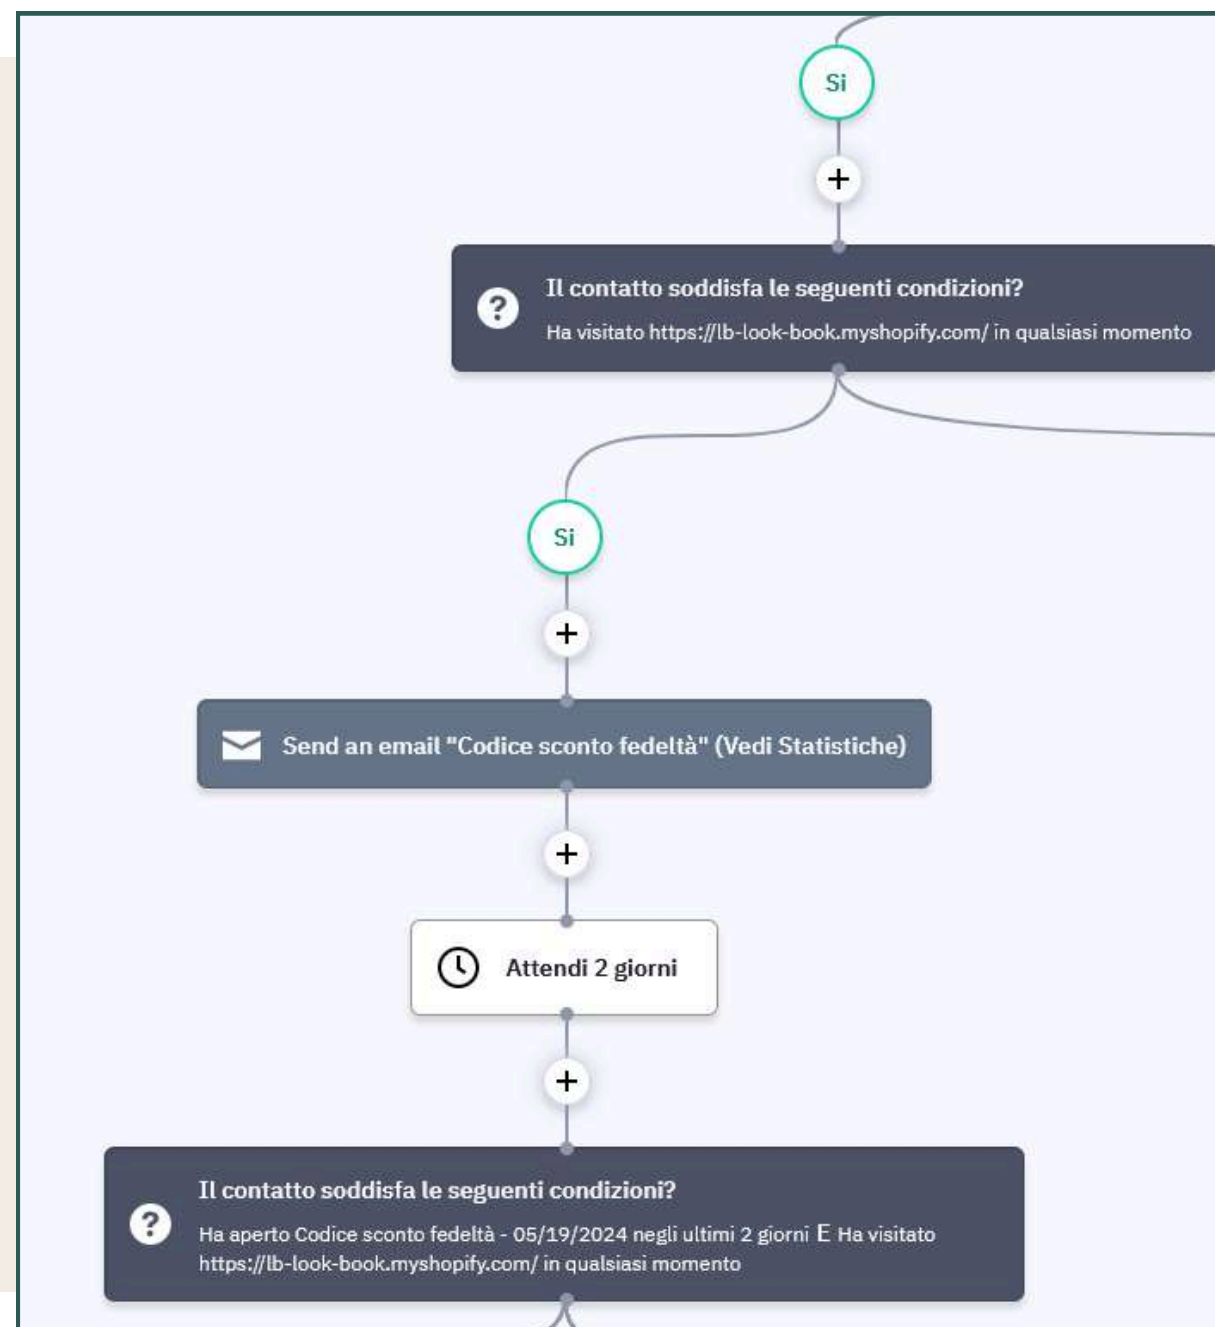 Si
+
Il contatto soddisfa le seguenti condizioni?
?
Ha visitato https://lb-look-book.myshopify.com/ in qualsiasi momento
Si
+
Send an email "Codice sconto fedeltà" (Vedi Statistiche)
+
Attendi 2 giorni
+
Il contatto soddisfa le seguenti condizioni?
?
Ha aperto Codice sconto fedeltà - 05/19/2024 negli ultimi 2 giorni E Ha visitato
https://lb-look-book.myshopify.com/ in qualsiasi momento